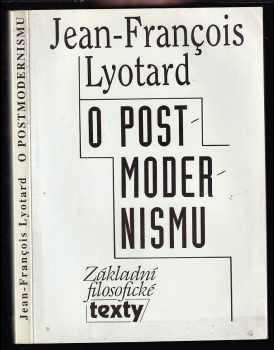 Jean-François Lyotard O POSTMODERNISMU
Jean-François
Lyotard
O POST-
MODER-
NISMU
Základní
filosofické
texty